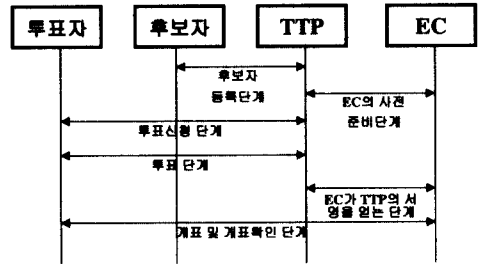 투표자 후보자 TTP EC
후보자
등록단계
EC의 사전
준비단계
투표신청 단계
투표 단계
EC가 TTP의 서
명을 얻는 단계
개표 및 개표확인 단계